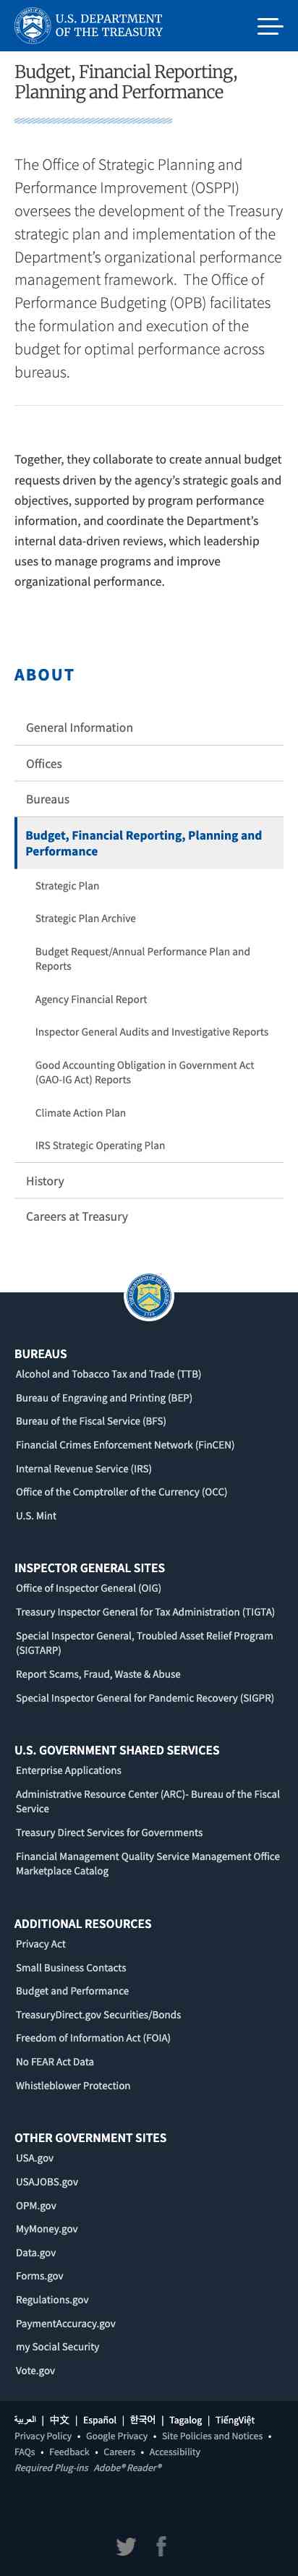 U.S. DEPARTMENT
OF THE TREASURY
Budget, Financial Reporting,
Planning and Performance
The Office of Strategic Planning and
Performance Improvement (OSPPI)
oversees the development of the Treasury
strategic plan and implementation of the
Department’s organizational performance
management framework.  The Office of
Performance Budgeting (OPB) facilitates
the formulation and execution of the
budget for optimal performance across
bureaus.
Together, they collaborate to create annual budget
requests driven by the agency’s strategic goals and
objectives, supported by program performance
information, and coordinate the Department’s
internal data-driven reviews, which leadership
uses to manage programs and improve
organizational performance.
ABOUT
General Information
Offices
Bureaus
Budget, Financial Reporting, Planning and
Performance
Strategic Plan
Strategic Plan Archive
Budget Request/Annual Performance Plan and
Reports
Agency Financial Report
Inspector General Audits and Investigative Reports
Good Accounting Obligation in Government Act
(GAO-IG Act) Reports
Climate Action Plan
IRS Strategic Operating Plan
History
Careers at Treasury
BUREAUS
Alcohol and Tobacco Tax and Trade (TTB)
Bureau of Engraving and Printing (BEP)
Bureau of the Fiscal Service (BFS)
Financial Crimes Enforcement Network (FinCEN)
Internal Revenue Service (IRS)
Office of the Comptroller of the Currency (OCC)
U.S. Mint
INSPECTOR GENERAL SITES
Office of Inspector General (OIG)
Treasury Inspector General for Tax Administration (TIGTA)
Special Inspector General, Troubled Asset Relief Program
(SIGTARP)
Report Scams, Fraud, Waste & Abuse
Special Inspector General for Pandemic Recovery (SIGPR)
U.S. GOVERNMENT SHARED SERVICES
Enterprise Applications
Administrative Resource Center (ARC)- Bureau of the Fiscal
Service
Treasury Direct Services for Governments
Financial Management Quality Service Management Office
Marketplace Catalog
ADDITIONAL RESOURCES
Privacy Act
Small Business Contacts
Budget and Performance
TreasuryDirect.gov Securities/Bonds
Freedom of Information Act (FOIA)
No FEAR Act Data
Whistleblower Protection
OTHER GOVERNMENT SITES
USA.gov
USAJOBS.gov
OPM.gov
MyMoney.gov
Data.gov
Forms.gov
Regulations.gov
PaymentAccuracy.gov
my Social Security
Vote.gov
العربية | 中文 | Español | 한국어 | Tagalog | TiếngViệt
Privacy Policy • Google Privacy • Site Policies and Notices •
FAQs • Feedback • Careers • Accessibility
Required Plug-ins Adobe® Reader®